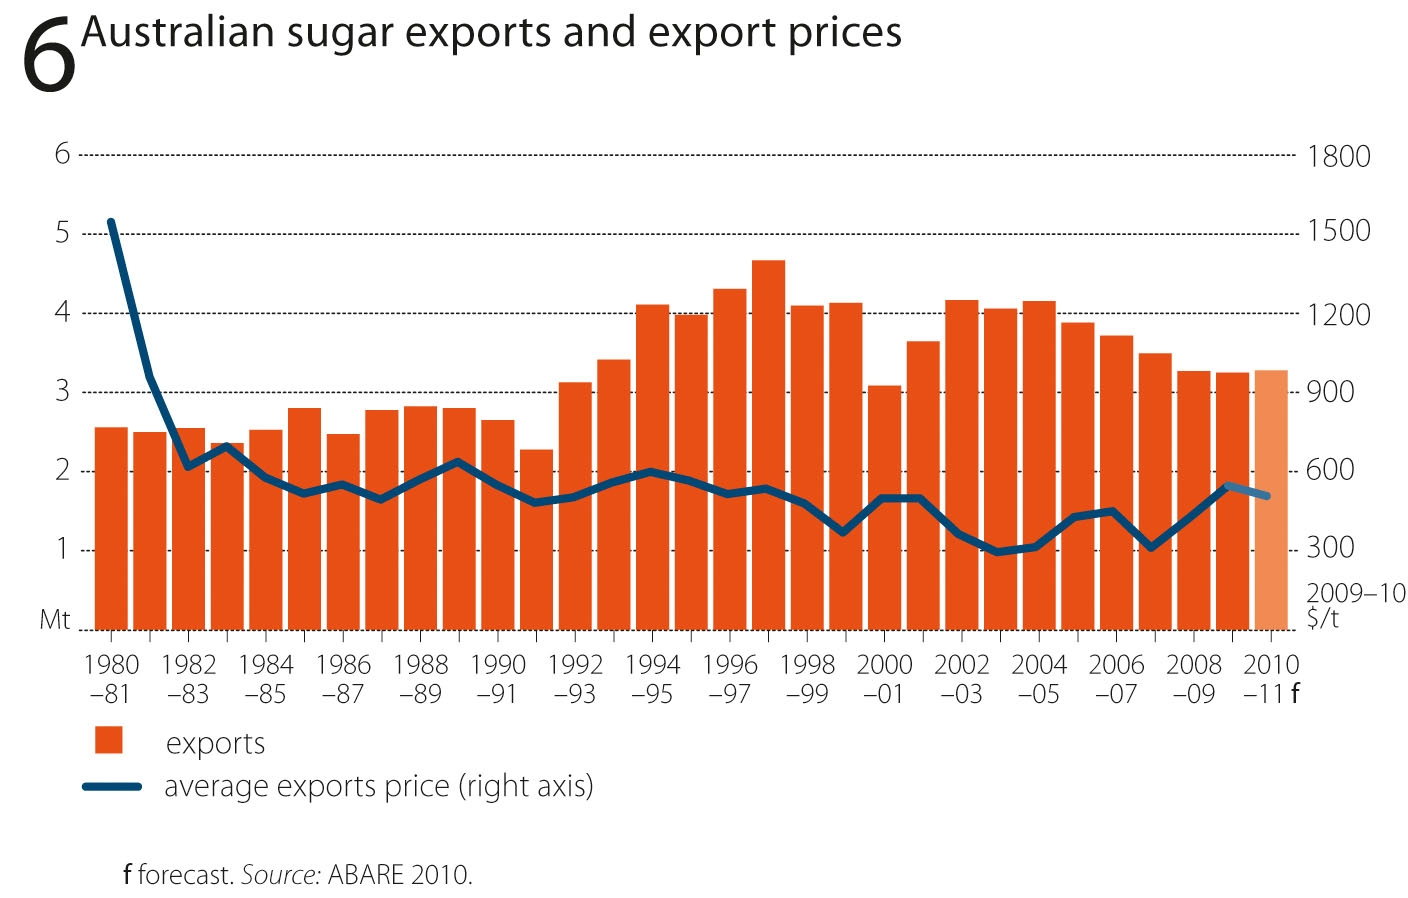 6 Australian sugar exports and export prices
6 1800
5 1500
4 1200
3 900
2 600
1 300
Mt 2009–10
$/t
1980 1982 1984 1986 1988 1990 1992 1994 1996 1998 2000 2002 2004 2006 2008 2010
–81 –83 –85 –87 –89 –91 –93 –95 –97 –99 –01 –03 –05 –07 –09 –11 f
exports
average exports price (right axis)
f forecast. Source: ABARE 2010.